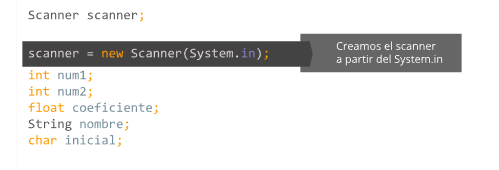 Scanner scanner;
scanner = new Scanner(System.in);
Creamos el scanner
a partir del System.in
int num1;
int num2;
float coeficiente;
String nombre;
char inicial;